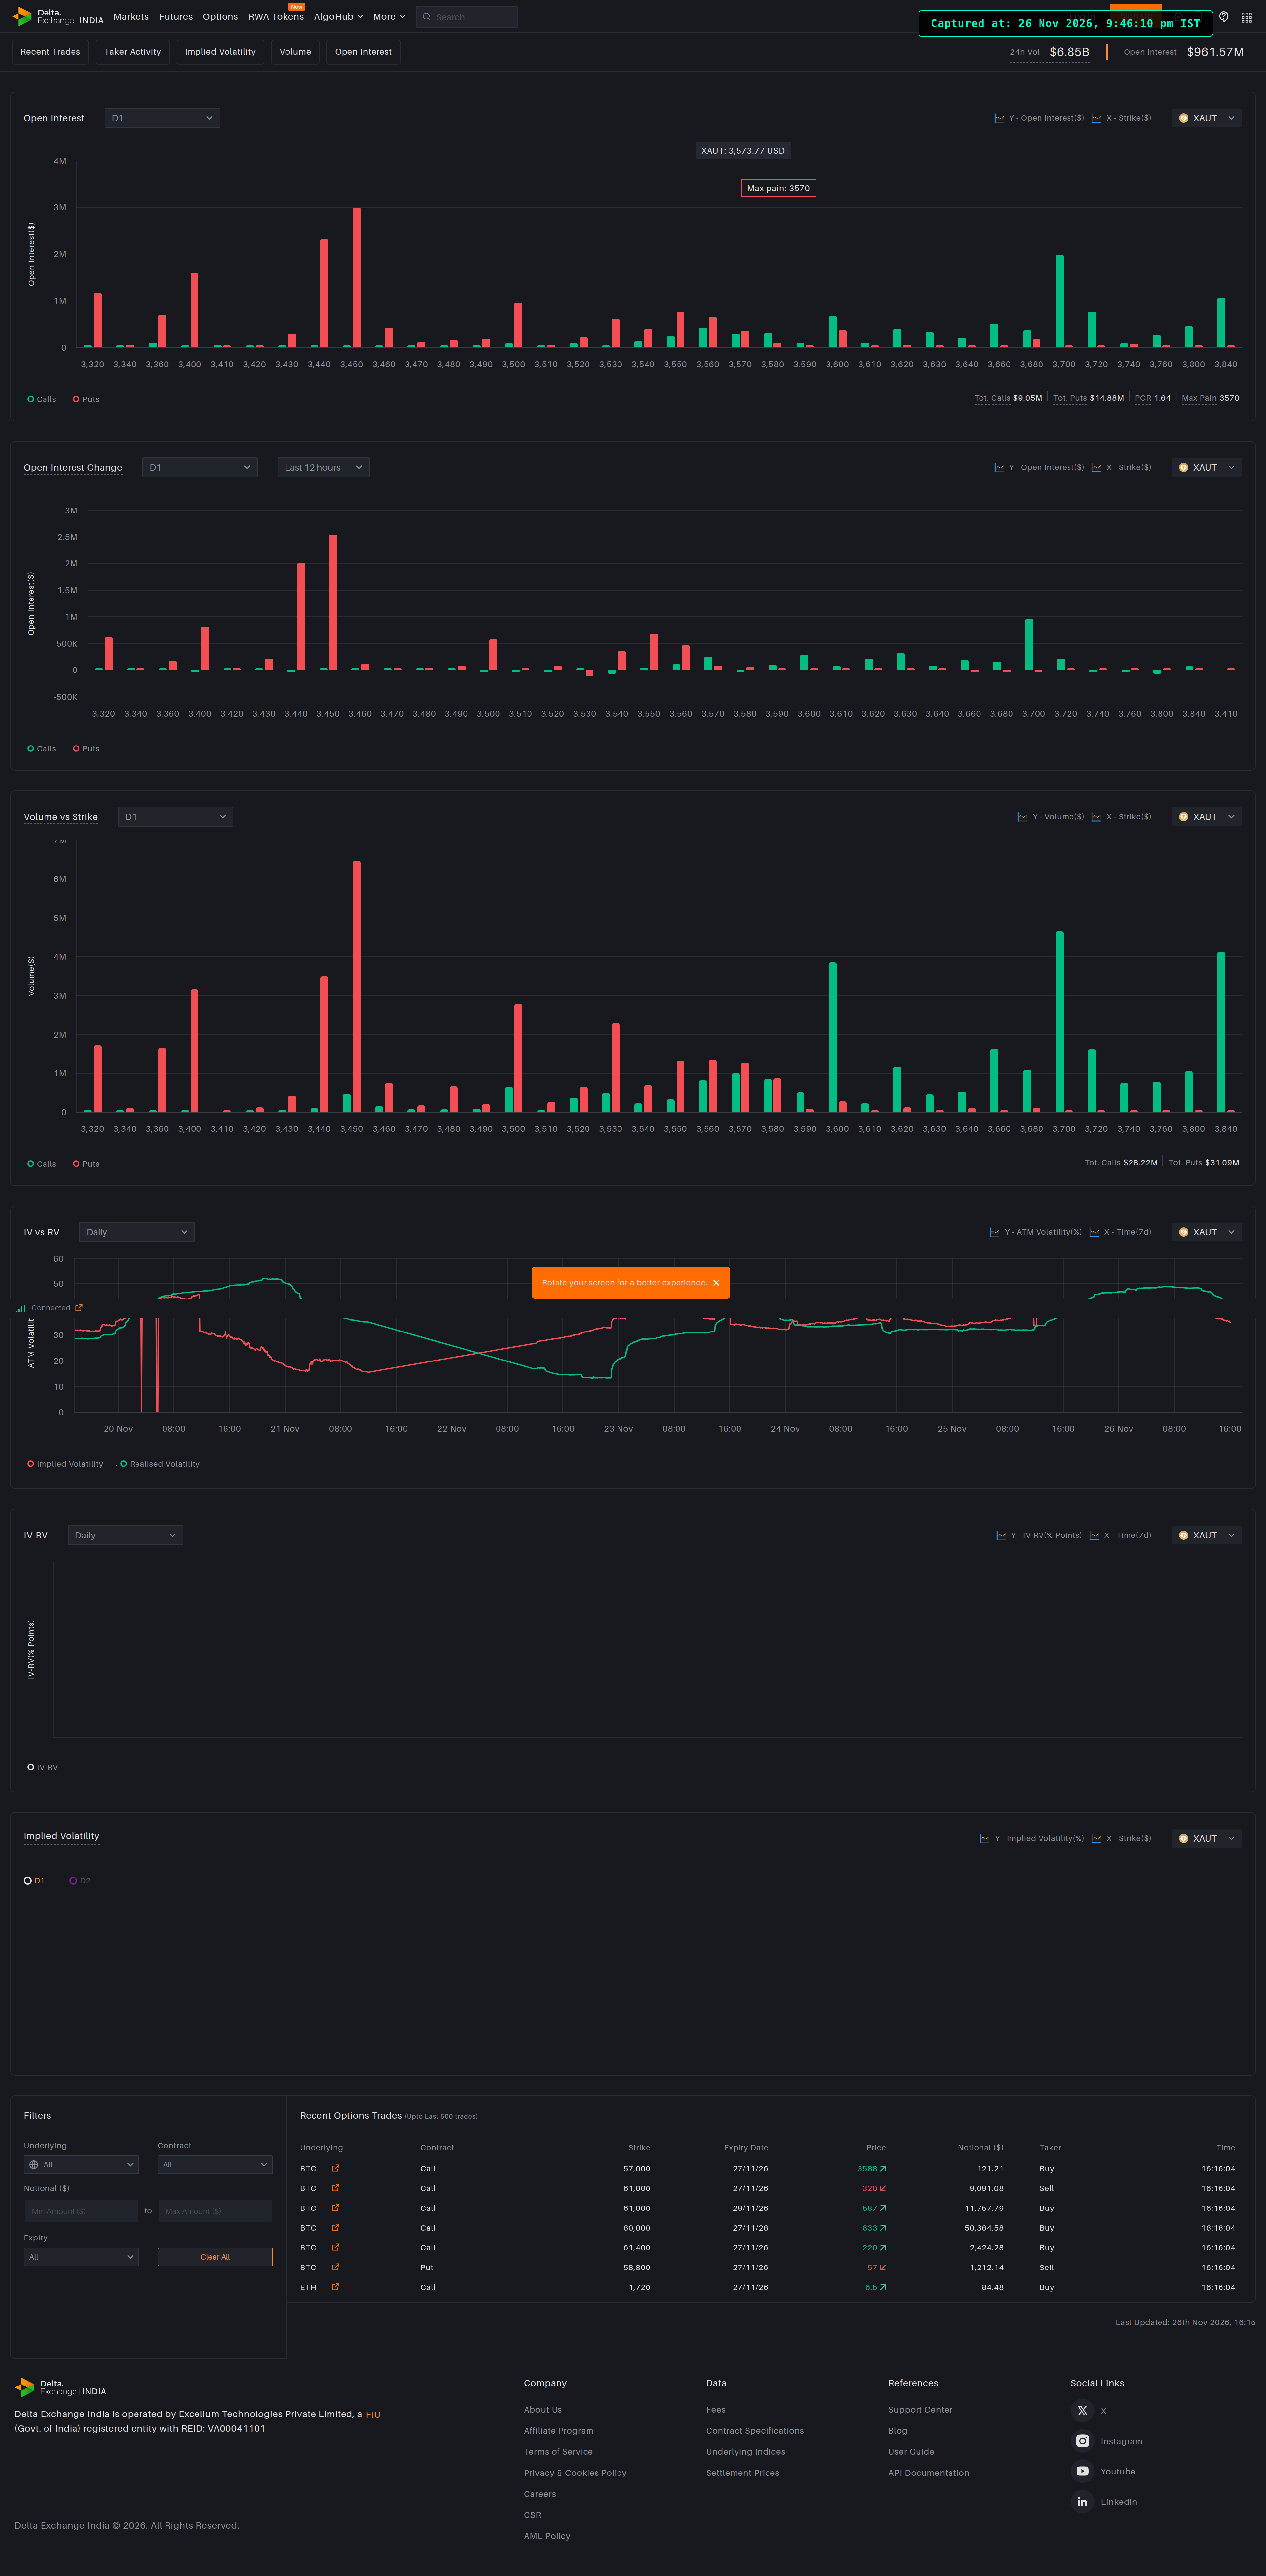 Delta.
Exchange | INDIA
Markets Futures Options RWA Tokens New AlgoHub More Search
Captured at: 26 Nov 2026, 9:46:10 pm IST
Recent Trades Taker Activity Implied Volatility Volume Open Interest
24h Vol $6.85B Open Interest $961.57M
Open Interest D1 Y - Open Interest($) X - Strike($) XAUT
XAUT: 3,573.77 USD
Max pain: 3570
4M
3M
2M
1M
0
Open Interest($)
3,320 3,340 3,360 3,400 3,410 3,420 3,430 3,440 3,450 3,460 3,470 3,480 3,490 3,500 3,510 3,520 3,530 3,540 3,550 3,560 3,570 3,580 3,590 3,600 3,610 3,620 3,630 3,640 3,660 3,680 3,700 3,720 3,740 3,760 3,800 3,840
Calls Puts
Tot. Calls $9.05M Tot. Puts $14.88M PCR 1.64 Max Pain 3570
Open Interest Change D1 Last 12 hours Y - Open Interest($) X - Strike($) XAUT
3M
2.5M
2M
1.5M
1M
500K
0
-500K
Open Interest($)
3,320 3,340 3,360 3,400 3,420 3,430 3,440 3,450 3,460 3,470 3,480 3,490 3,500 3,510 3,520 3,530 3,540 3,550 3,560 3,570 3,580 3,590 3,600 3,610 3,620 3,630 3,640 3,660 3,680 3,700 3,720 3,740 3,760 3,800 3,840 3,410
Calls Puts
Volume vs Strike D1 Y - Volume($) X - Strike($) XAUT
7M
6M
5M
4M
3M
2M
1M
0
Volume($)
3,320 3,340 3,360 3,400 3,410 3,420 3,430 3,440 3,450 3,460 3,470 3,480 3,490 3,500 3,510 3,520 3,530 3,540 3,550 3,560 3,570 3,580 3,590 3,600 3,610 3,620 3,630 3,640 3,660 3,680 3,700 3,720 3,740 3,760 3,800 3,840
Calls Puts
Tot. Calls $28.22M Tot. Puts $31.09M
IV vs RV Daily Y - ATM Volatility(%) X - Time(7d) XAUT
60
50
Rotate your screen for a better experience.
Connected
30
20
10
0
ATM Volatilit
20 Nov 08:00 16:00 21 Nov 08:00 16:00 22 Nov 08:00 16:00 23 Nov 08:00 16:00 24 Nov 08:00 16:00 25 Nov 08:00 16:00 26 Nov 08:00 16:00
Implied Volatility Realised Volatility
IV-RV Daily Y - IV-RV(% Points) X - Time(7d) XAUT
IV-RV(% Points)
IV-RV
Implied Volatility Y - Implied Volatility(%) X - Strike($) XAUT
D1 D2
Filters
Underlying Contract
All All
Notional ($)
Min Amount ($) to Max Amount ($)
Expiry
All Clear All
Recent Options Trades (Upto Last 500 trades)
Underlying Contract Strike Expiry Date Price Notional ($) Taker Time
BTC Call 57,000 27/11/26 3588 121.21 Buy 16:16:04
BTC Call 61,000 27/11/26 320 9,091.08 Sell 16:16:04
BTC Call 61,000 29/11/26 587 11,757.79 Buy 16:16:04
BTC Call 60,000 27/11/26 833 50,364.58 Buy 16:16:04
BTC Call 61,400 27/11/26 220 2,424.28 Buy 16:16:04
BTC Put 58,800 27/11/26 57 1,212.14 Sell 16:16:04
ETH Call 1,720 27/11/26 6.5 84.48 Buy 16:16:04
Last Updated: 26th Nov 2026, 16:15
Delta.
Exchange | INDIA
Delta Exchange India is operated by Excelium Technologies Private Limited, a FIU
(Govt. of India) registered entity with REID: VA00041101
Delta Exchange India © 2026. All Rights Reserved.
Company
About Us
Affiliate Program
Terms of Service
Privacy & Cookies Policy
Careers
CSR
AML Policy
Data
Fees
Contract Specifications
Underlying Indices
Settlement Prices
References
Support Center
Blog
User Guide
API Documentation
Social Links
X
Instagram
Youtube
Linkedin